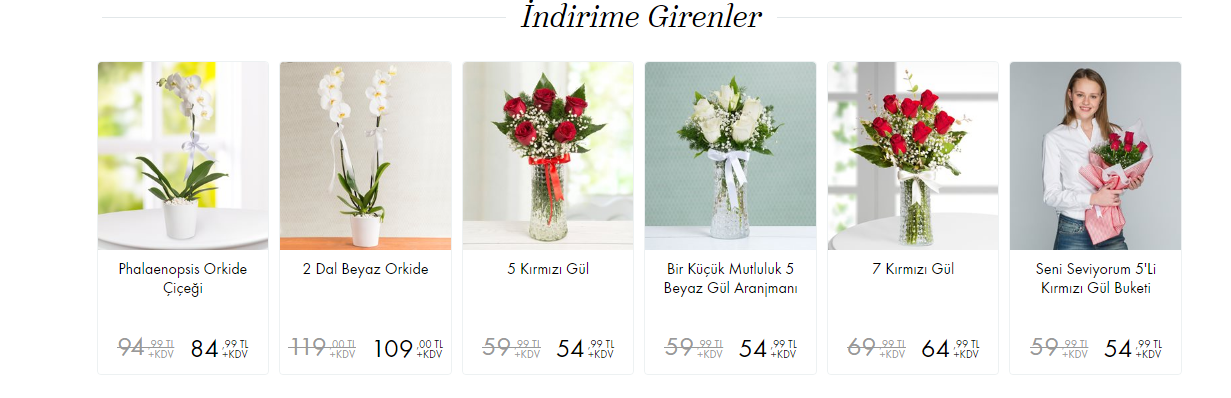 İndirime Girenler
Phalaenopsis Orkide
Çiçeği
94,99 TL
+KDV
84,99 TL
+KDV
2 Dal Beyaz Orkide
119,00 TL
+KDV
109,00 TL
+KDV
5 Kırmızı Gül
59,99 TL
+KDV
54,99 TL
+KDV
Bir Küçük Mutluluk 5
Beyaz Gül Aranjmanı
59,99 TL
+KDV
54,99 TL
+KDV
7 Kırmızı Gül
69,99 TL
+KDV
64,99 TL
+KDV
Seni Seviyorum 5'Li
Kırmızı Gül Buketi
59,99 TL
+KDV
54,99 TL
+KDV